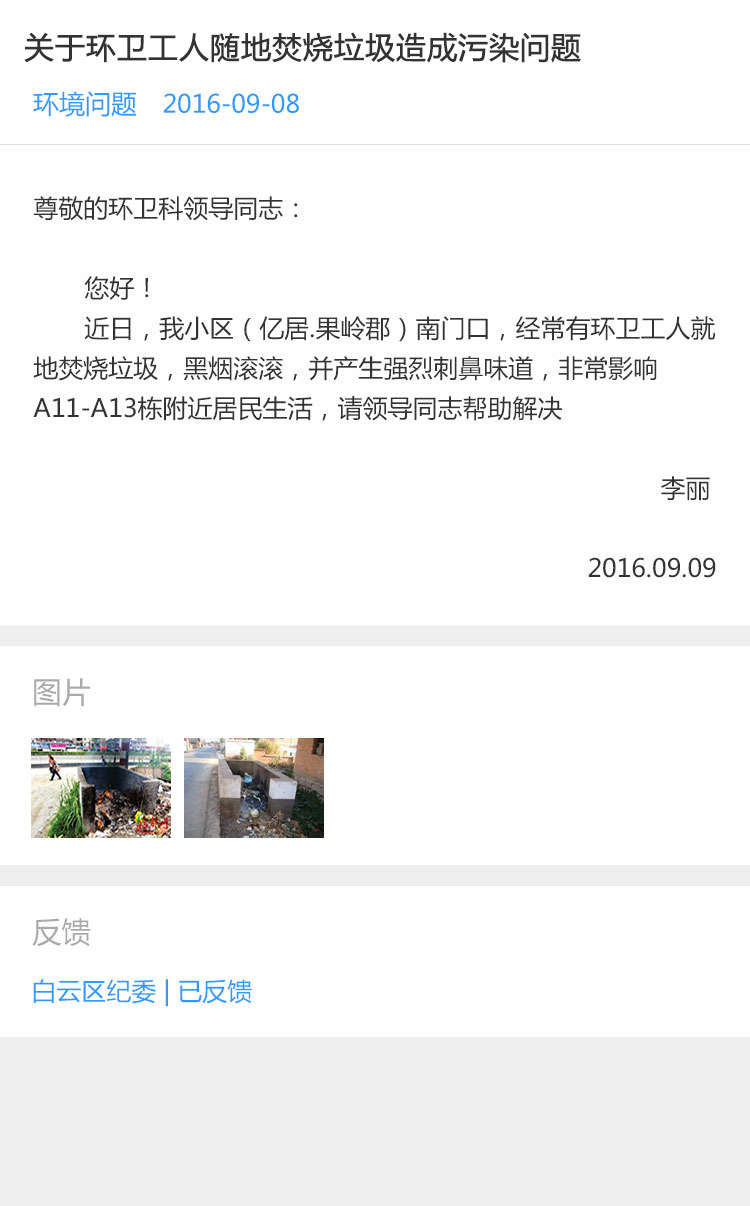 关于环卫工人随地焚烧垃圾造成污染问题
环境问题 2016-09-08
尊敬的环卫科领导同志：
您好！
近日，我小区（亿居.果岭郡）南门口，经常有环卫工人就
地焚烧垃圾，黑烟滚滚，并产生强烈刺鼻味道，非常影响
A11-A13栋附近居民生活，请领导同志帮助解决
李丽
2016.09.09
图片
反馈
白云区纪委 | 已反馈